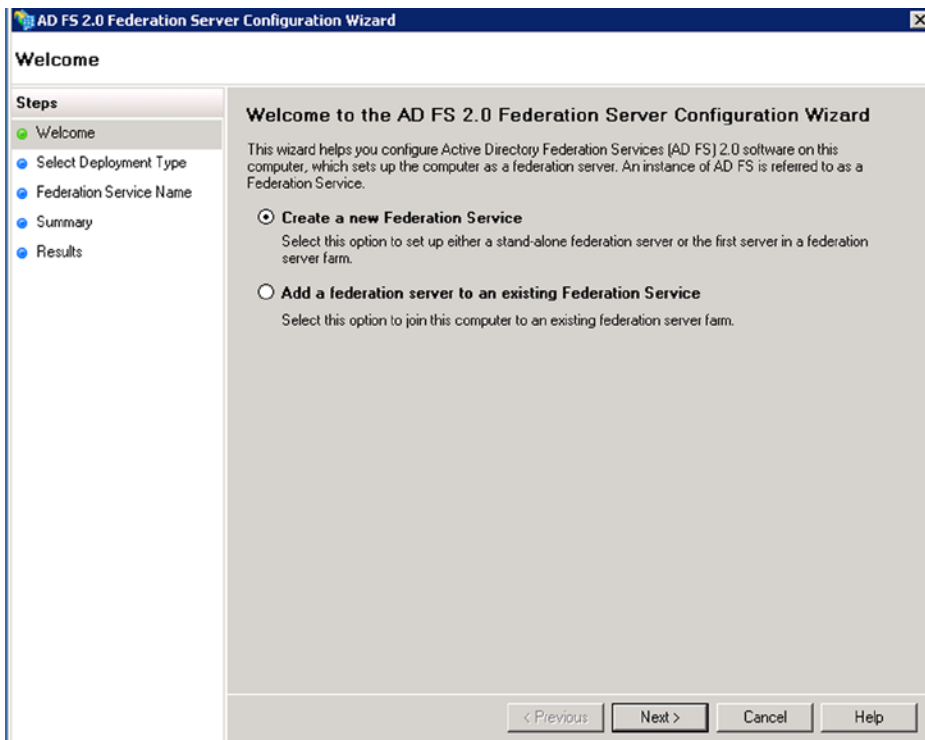 AD FS 2.0 Federation Server Configuration Wizard
Welcome
Steps
Welcome
Select Deployment Type
Federation Service Name
Summary
Results
Welcome to the AD FS 2.0 Federation Server Configuration Wizard
This wizard helps you configure Active Directory Federation Services (AD FS) 2.0 software on this
computer, which sets up the computer as a federation server. An instance of AD FS is referred to as a
Federation Service.
Create a new Federation Service
Select this option to set up either a stand-alone federation server or the first server in a federation
server farm.
Add a federation server to an existing Federation Service
Select this option to join this computer to an existing federation server farm.
< Previous
Next >
Cancel
Help